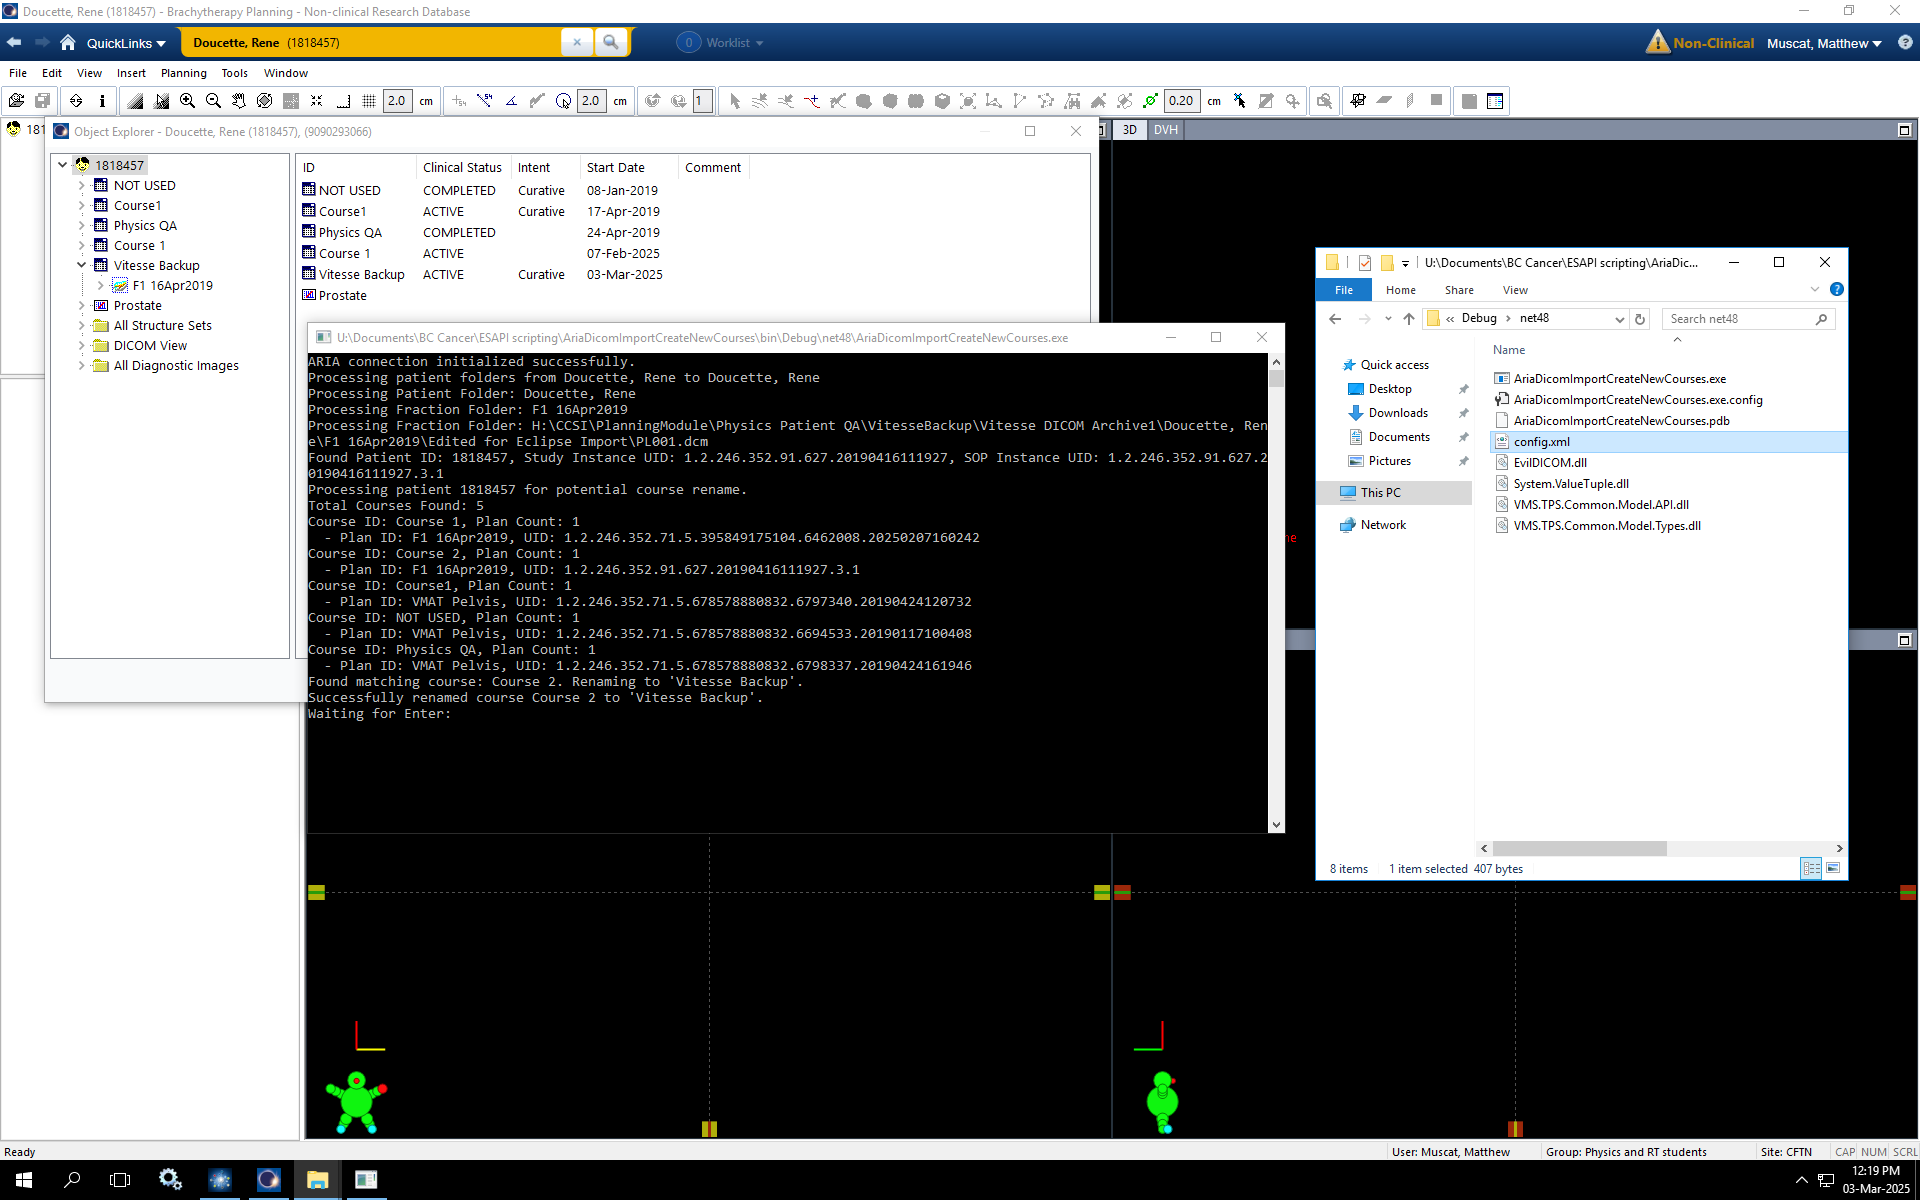 Doucette, Rene (1818457) - Brachytherapy Planning - Non-clinical Research Database
QuickLinks
Doucette, Rene (1818457)
0 Worklist
Non-Clinical
Muscat, Matthew
File Edit View Insert Planning Tools Window
2.0 cm
2.0 cm
1
0.20 cm
181
Object Explorer - Doucette, Rene (1818457), (9090293066)
3D DVH
1818457
NOT USED
Course1
Physics QA
Course 1
Vitesse Backup
F1 16Apr2019
Prostate
All Structure Sets
DICOM View
All Diagnostic Images
ID Clinical Status Intent Start Date Comment
NOT USED COMPLETED Curative 08-Jan-2019
Course1 ACTIVE Curative 17-Apr-2019
Physics QA COMPLETED 24-Apr-2019
Course 1 ACTIVE 07-Feb-2025
Vitesse Backup ACTIVE Curative 03-Mar-2025
Prostate
U:\Documents\BC Cancer\ESAPI scripting\AriaDicomImportCreateNewCourses\bin\Debug\net48\AriaDicomImportCreateNewCourses.exe
ARIA connection initialized successfully.
Processing patient folders from Doucette, Rene to Doucette, Rene
Processing Patient Folder: Doucette, Rene
Processing Fraction Folder: F1 16Apr2019
Processing Fraction Folder: H:\CCSI\PlanningModule\Physics Patient QA\VitesseBackup\Vitesse DICOM Archive1\Doucette, Ren
e\F1 16Apr2019\Edited for Eclipse Import\PL001.dcm
Found Patient ID: 1818457, Study Instance UID: 1.2.246.352.91.627.20190416111927, SOP Instance UID: 1.2.246.352.91.627.2
0190416111927.3.1
Processing patient 1818457 for potential course rename.
Total Courses Found: 5
Course ID: Course 1, Plan Count: 1
- Plan ID: F1 16Apr2019, UID: 1.2.246.352.71.5.395849175104.6462008.20250207160242
Course ID: Course 2, Plan Count: 1
- Plan ID: F1 16Apr2019, UID: 1.2.246.352.91.627.20190416111927.3.1
Course ID: Course1, Plan Count: 1
- Plan ID: VMAT Pelvis, UID: 1.2.246.352.71.5.678578880832.6797340.20190424120732
Course ID: NOT USED, Plan Count: 1
- Plan ID: VMAT Pelvis, UID: 1.2.246.352.71.5.678578880832.6694533.20190117100408
Course ID: Physics QA, Plan Count: 1
- Plan ID: VMAT Pelvis, UID: 1.2.246.352.71.5.678578880832.6798337.20190424161946
Found matching course: Course 2. Renaming to 'Vitesse Backup'.
Successfully renamed course Course 2 to 'Vitesse Backup'.
Waiting for Enter:
ne
U:\Documents\BC Cancer\ESAPI scripting\AriaDic...
File Home Share View
« Debug › net48
Search net48
Quick access
Desktop
Downloads
Documents
Pictures
This PC
Network
Name
AriaDicomImportCreateNewCourses.exe
AriaDicomImportCreateNewCourses.exe.config
AriaDicomImportCreateNewCourses.pdb
config.xml
EvilDICOM.dll
System.ValueTuple.dll
VMS.TPS.Common.Model.API.dll
VMS.TPS.Common.Model.Types.dll
8 items 1 item selected 407 bytes
Ready
User: Muscat, Matthew
Group: Physics and RT students
Site: CFTN
CAP NUM SCRL
12:19 PM
03-Mar-2025